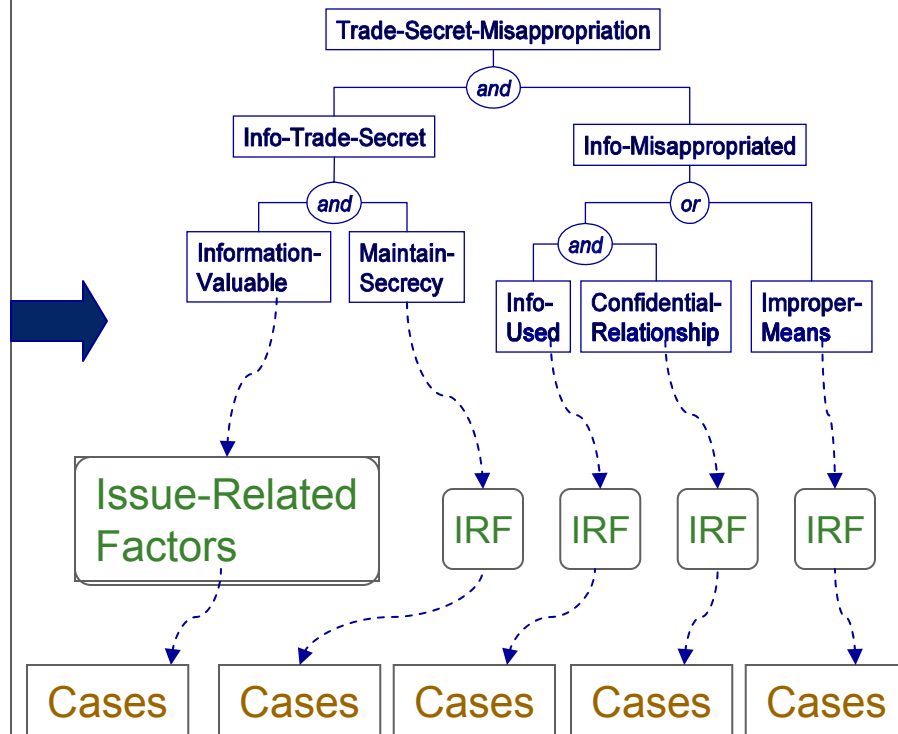 Trade-Secret-Misappropriation
and
Info-Trade-Secret
Info-Misappropriated
and
or
Information-
Valuable
Maintain-
Secrecy
and
Info-
Used
Confidential-
Relationship
Improper-
Means
Issue-Related
Factors
IRF
IRF
IRF
IRF
Cases
Cases
Cases
Cases
Cases